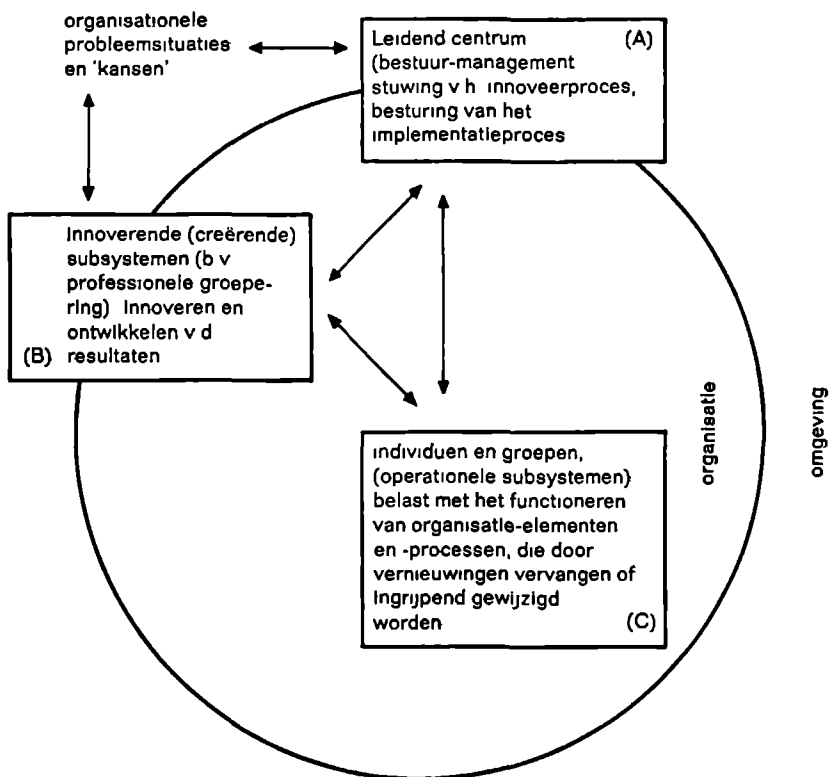 organisationele
probleemsituaties
en 'kansen'
Leidend centrum (A)
(bestuur-management
stuwing v h innoveerproces,
besturing van het
implementatieproces
Innoverende (creërende)
subsystemen (b v
professionele groepe-
ring) Innoveren en
ontwikkelen v d
(B) resultaten
individuen en groepen,
(operationele subsystemen)
belast met het functioneren
van organisatie-elementen
en -processen, die door
vernieuwingen vervangen of
ingrijpend gewijzigd
worden (C)
organisatie
omgeving